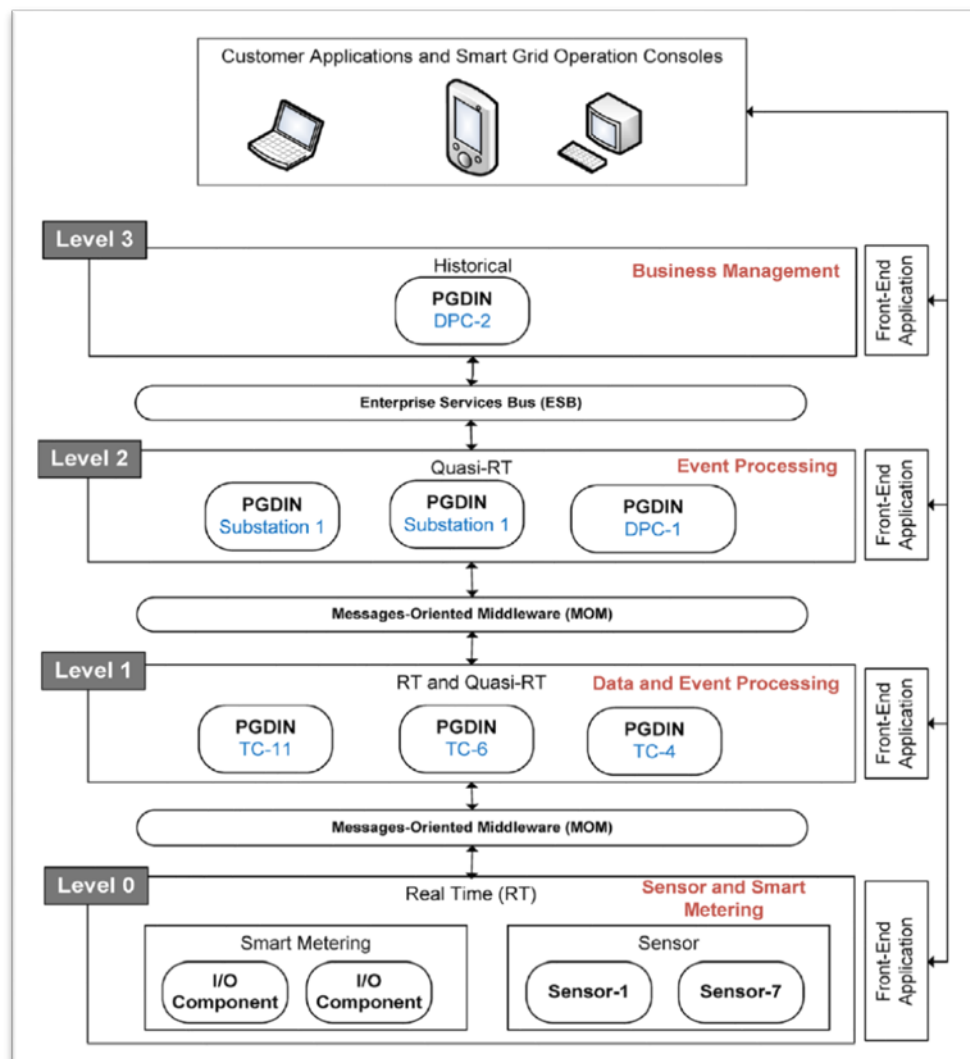 Customer Applications and Smart Grid Operation Consoles
Level 3
Historical
Business Management
PGDIN
DPC-2
Front-End
Application
Enterprise Services Bus (ESB)
Level 2
Quasi-RT
Event Processing
PGDIN
Substation 1
PGDIN
Substation 1
PGDIN
DPC-1
Front-End
Application
Messages-Oriented Middleware (MOM)
Level 1
RT and Quasi-RT
Data and Event Processing
PGDIN
TC-11
PGDIN
TC-6
PGDIN
TC-4
Front-End
Application
Messages-Oriented Middleware (MOM)
Level 0
Real Time (RT)
Sensor and Smart
Metering
Smart Metering
I/O
Component
I/O
Component
Sensor
Sensor-1
Sensor-7
Front-End
Application